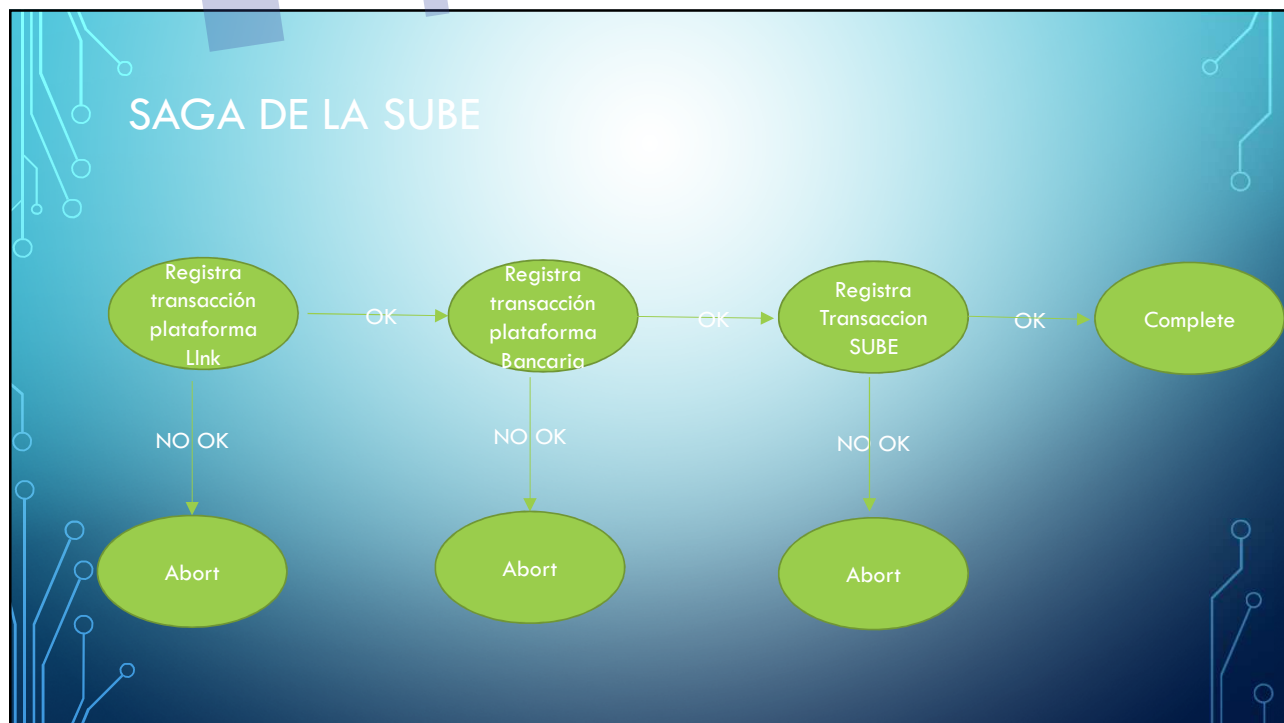 SAGA DE LA SUBE
Registra
transacción
plataforma
LInk
OK
Registra
transacción
plataforma
Bancaria
OK
Registra
Transaccion
SUBE
OK
Complete
NO OK
NO OK
NO OK
Abort
Abort
Abort